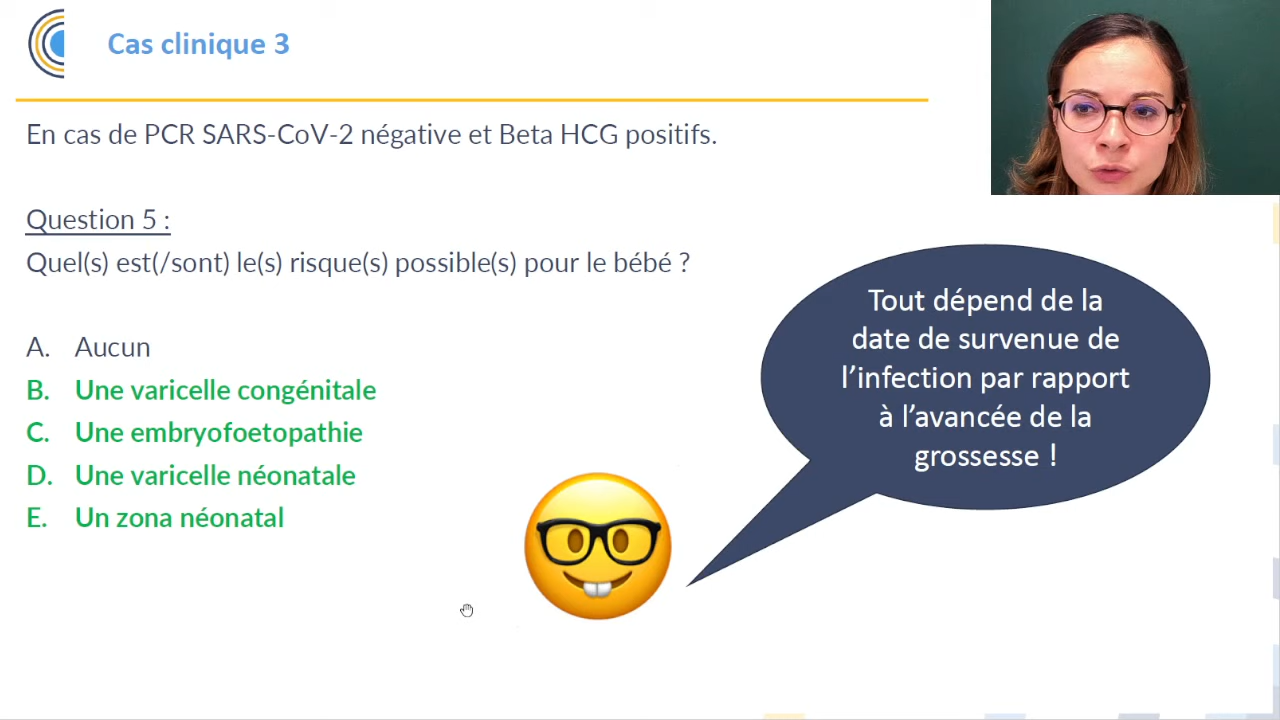 Cas clinique 3
En cas de PCR SARS-CoV-2 négative et Beta HCG positifs.
Question 5 :
Quel(s) est(/sont) le(s) risque(s) possible(s) pour le bébé ?
A. Aucun
B. Une varicelle congénitale
C. Une embryofoetopathie
D. Une varicelle néonatale
E. Un zona néonatal
Tout dépend de la
date de survenue de
l’infection par rapport
à l’avancée de la
grossesse !